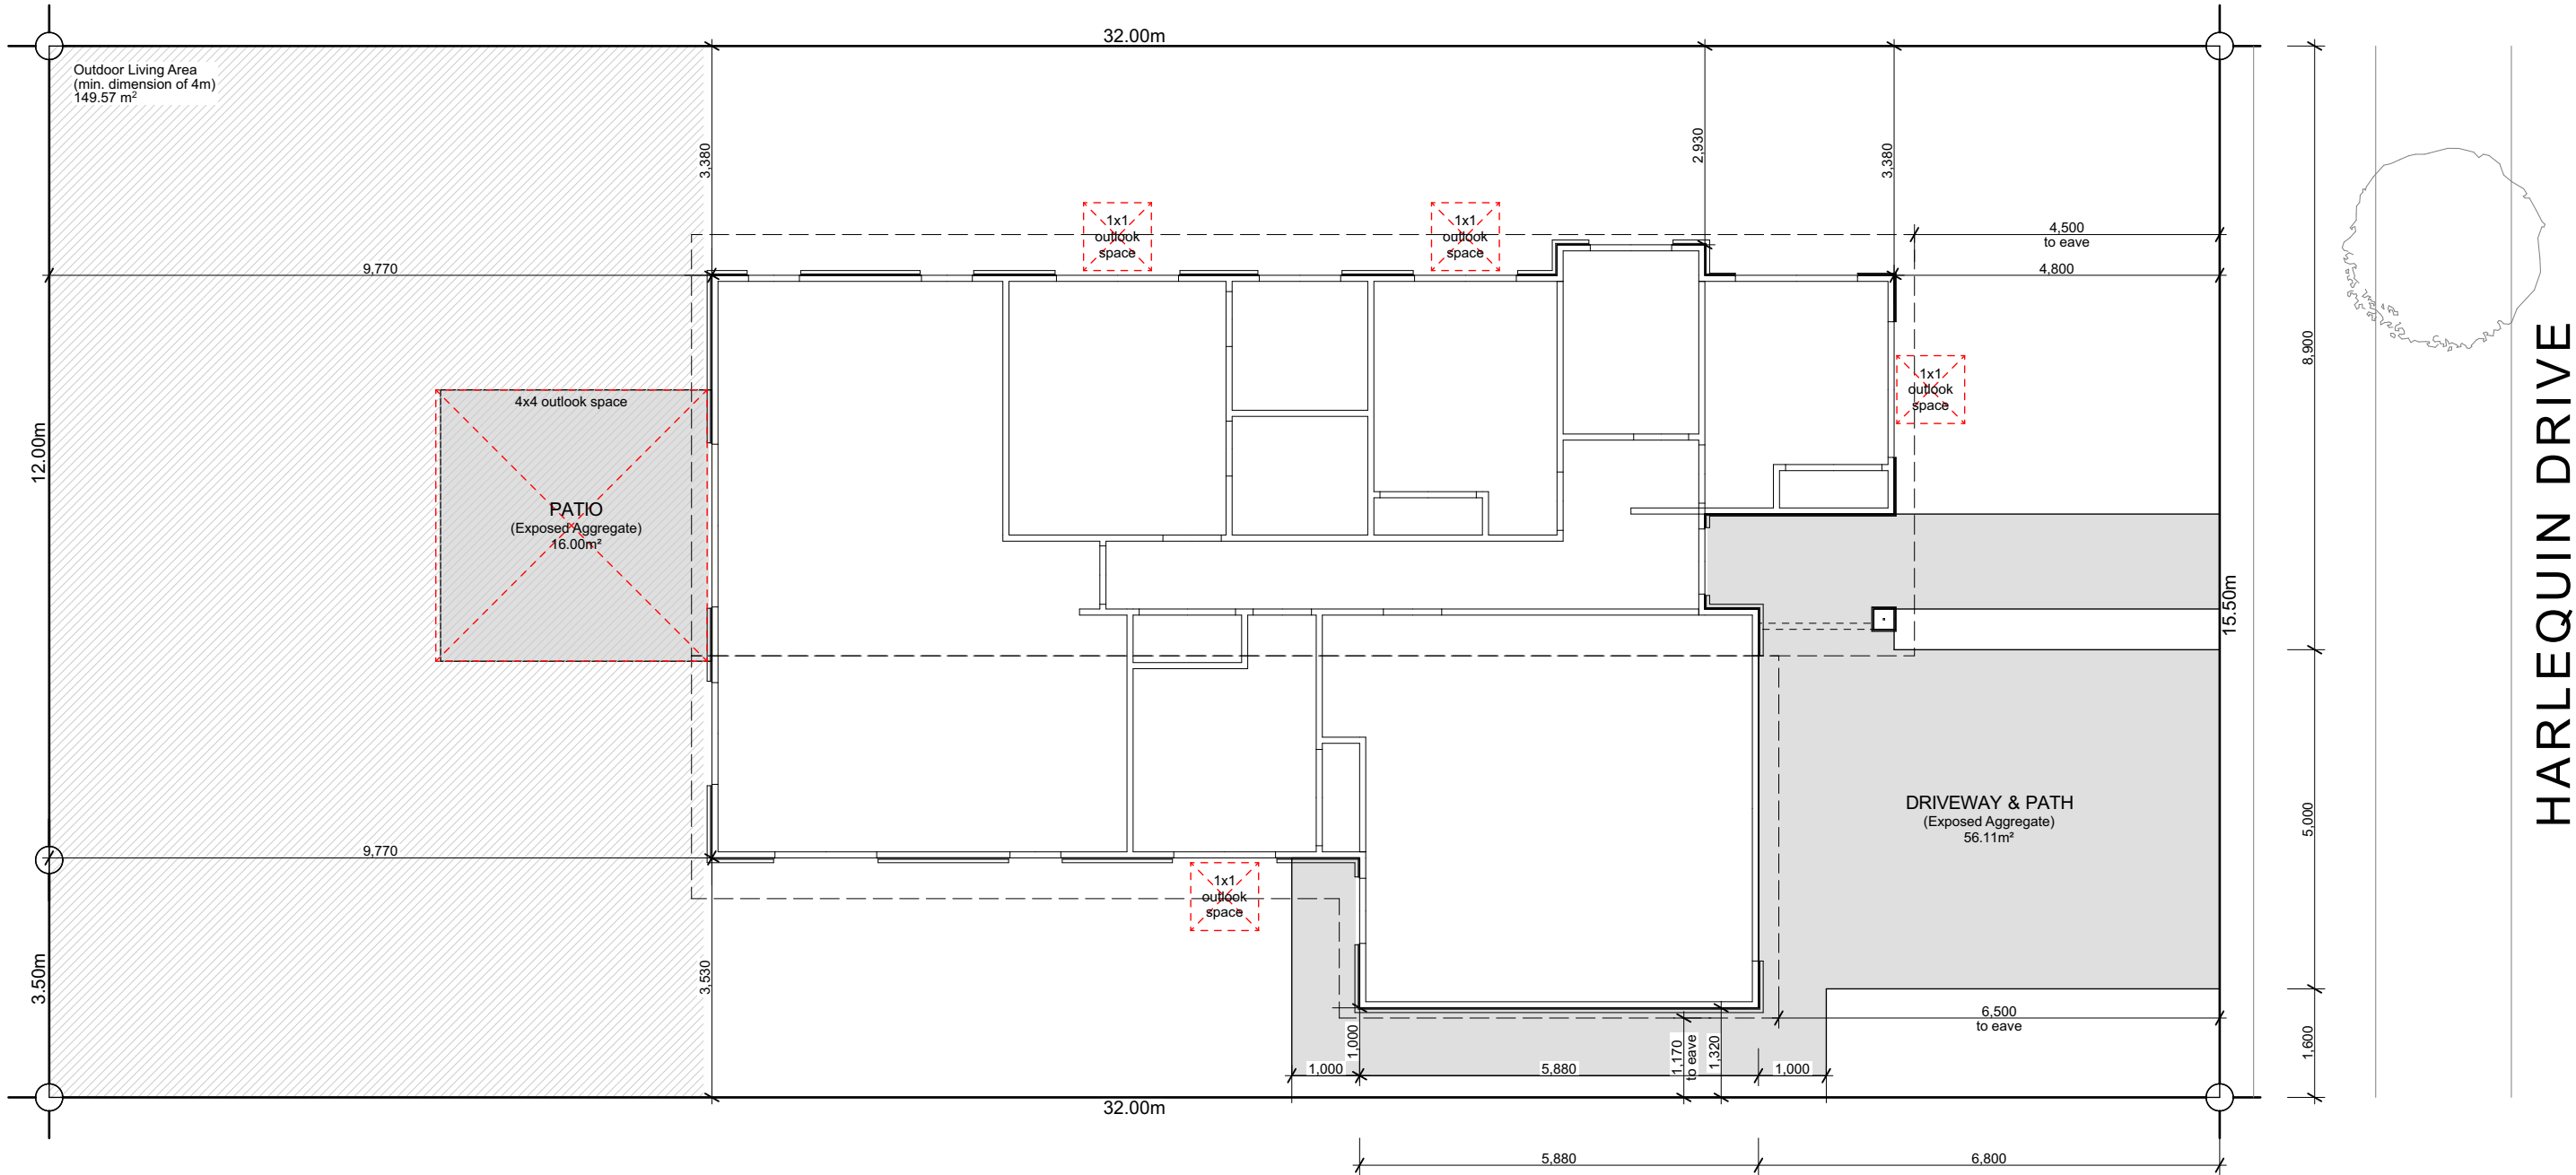 32.00m
Outdoor Living Area
(min. dimension of 4m)
149.57 m²
3,380
2,930
3,380
1x1
outlook
space
1x1
outlook
space
4,500
to eave
9,770
4,800
8,900
1x1
outlook
space
4x4 outlook space
12.00m
PATIO
(Exposed Aggregate)
16.00m²
HARLEQUIN DRIVE
15.50m
DRIVEWAY & PATH
(Exposed Aggregate)
56.11m²
5,000
9,770
1x1
outlook
space
3.50m
3,530
6,500
to eave
1,000
1,170
to eave
1,320
1,600
1,000
5,880
1,000
32.00m
5,880
6,800